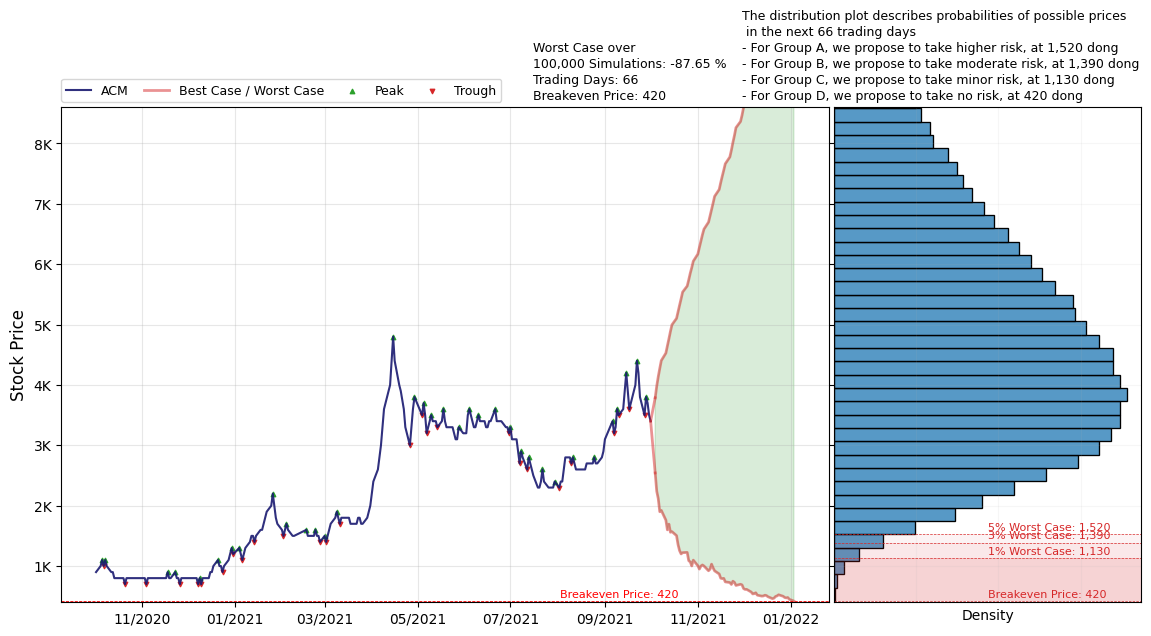 The distribution plot describes probabilities of possible prices
in the next 66 trading days
- For Group A, we propose to take higher risk, at 1,520 dong
- For Group B, we propose to take moderate risk, at 1,390 dong
- For Group C, we propose to take minor risk, at 1,130 dong
- For Group D, we propose to take no risk, at 420 dong
Worst Case over
100,000 Simulations: -87.65 %
Trading Days: 66
Breakeven Price: 420
ACM
Best Case / Worst Case
Peak
Trough
Stock Price
8K
7K
6K
5K
4K
3K
2K
1K
Breakeven Price: 420
11/2020
01/2021
03/2021
05/2021
07/2021
09/2021
11/2021
01/2022
5% Worst Case: 1,520
3% Worst Case: 1,390
1% Worst Case: 1,130
Breakeven Price: 420
Density